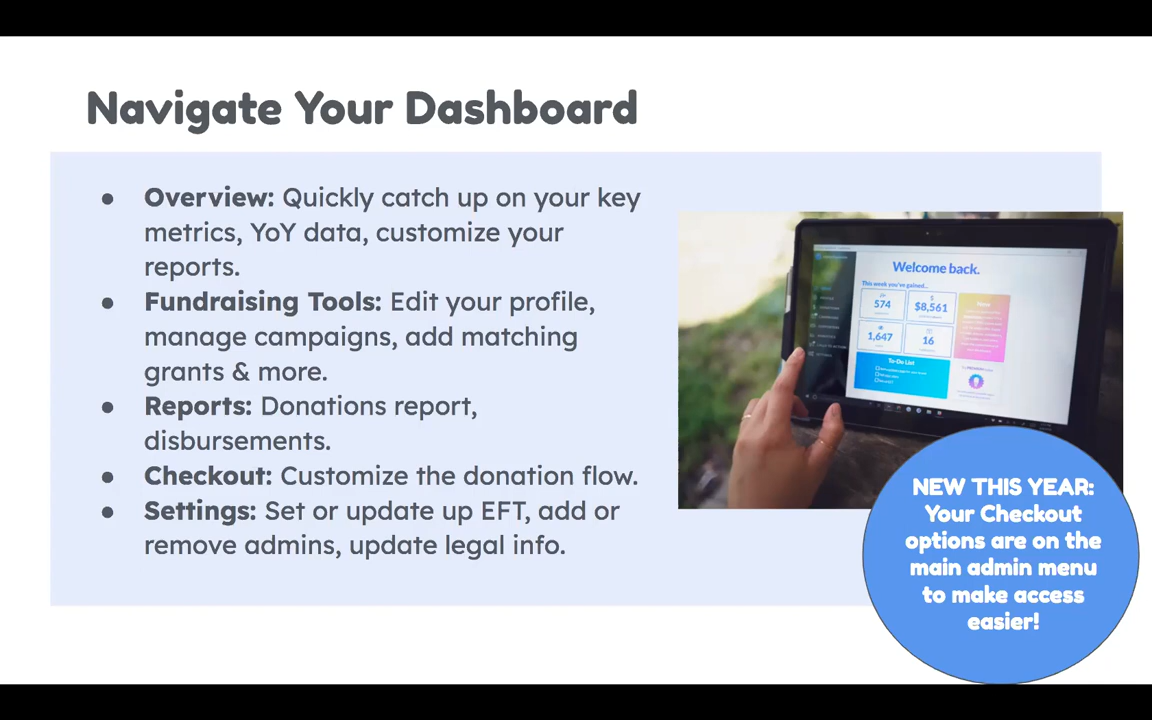 Navigate Your Dashboard
● Overview: Quickly catch up on your key
metrics, YoY data, customize your
reports.
● Fundraising Tools: Edit your profile,
manage campaigns, add matching
grants & more.
● Reports: Donations report,
disbursements.
● Checkout: Customize the donation flow.
● Settings: Set or update up EFT, add or
remove admins, update legal info.
Welcome back.
This week you've gained...
574
$8,561
1,647
16
To-Do List
NEW THIS YEAR:
Your Checkout
options are on the
main admin menu
to make access
easier!